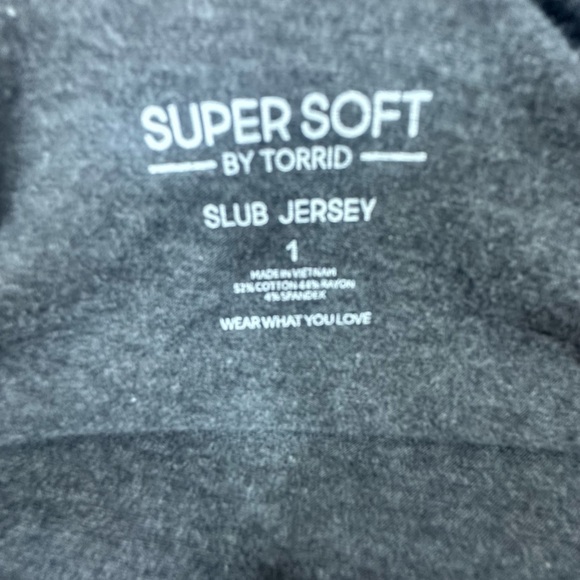 SUPER SOFT
BY TORRID
SLUB JERSEY
1
MADE IN VIETNAM
52% COTTON 44% RAYON
4% SPANDEX
WEAR WHAT YOU LOVE